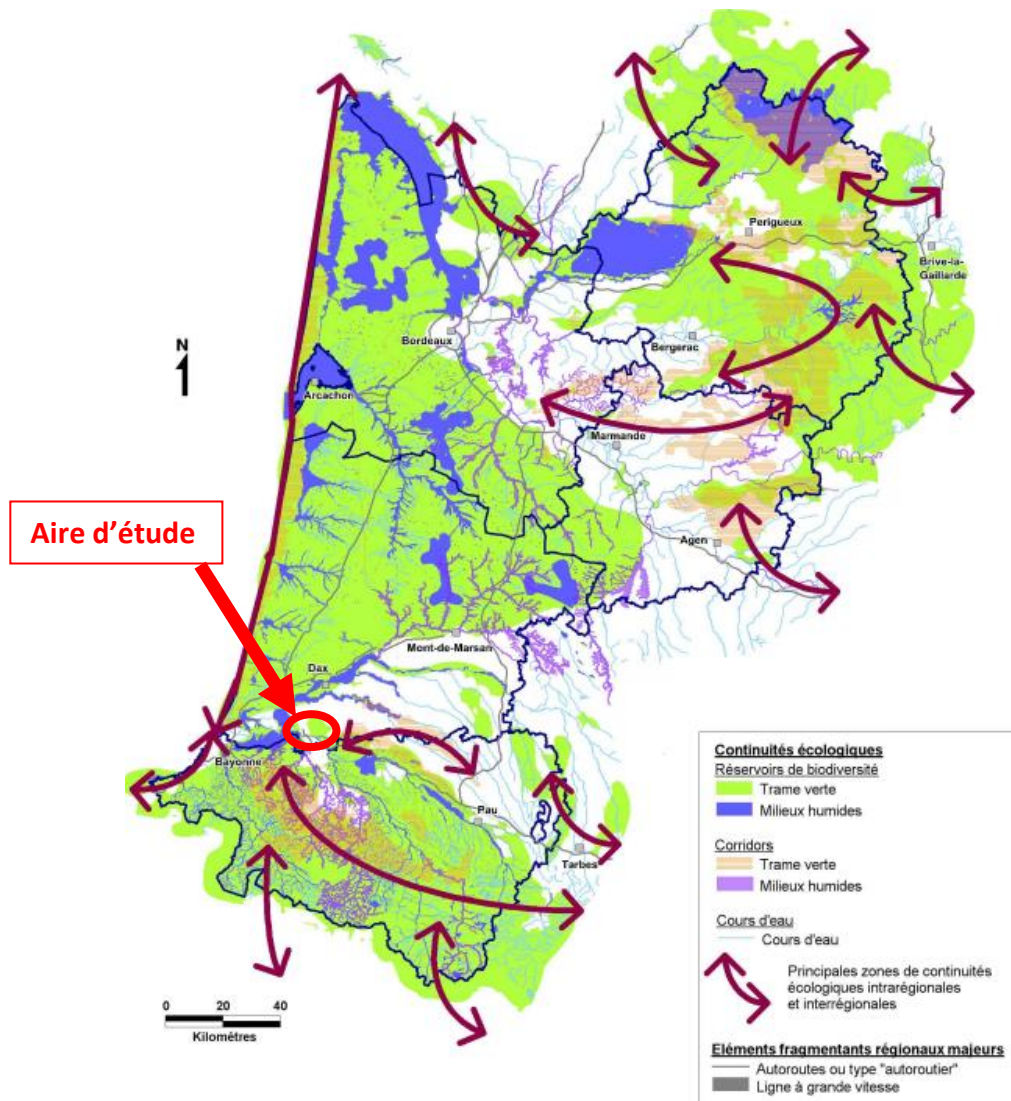 Périgueux
Brive-la-
Gaillarde
N
Bordeaux
Bergerac
Arcachon
Marmande
Aire d’étude
Agen
Mont-de-Marsan
Dax
Bayonne
Pau
Tarbes
0 20 40
Kilomètres
Continuités écologiques
Réservoirs de biodiversité
Trame verte
Milieux humides
Corridors
Trame verte
Milieux humides
Cours d'eau
Cours d'eau
Principales zones de continuités
écologiques intrarégionales
et interrégionales
Eléments fragmentants régionaux majeurs
Autoroutes ou type "autoroutier"
Ligne à grande vitesse